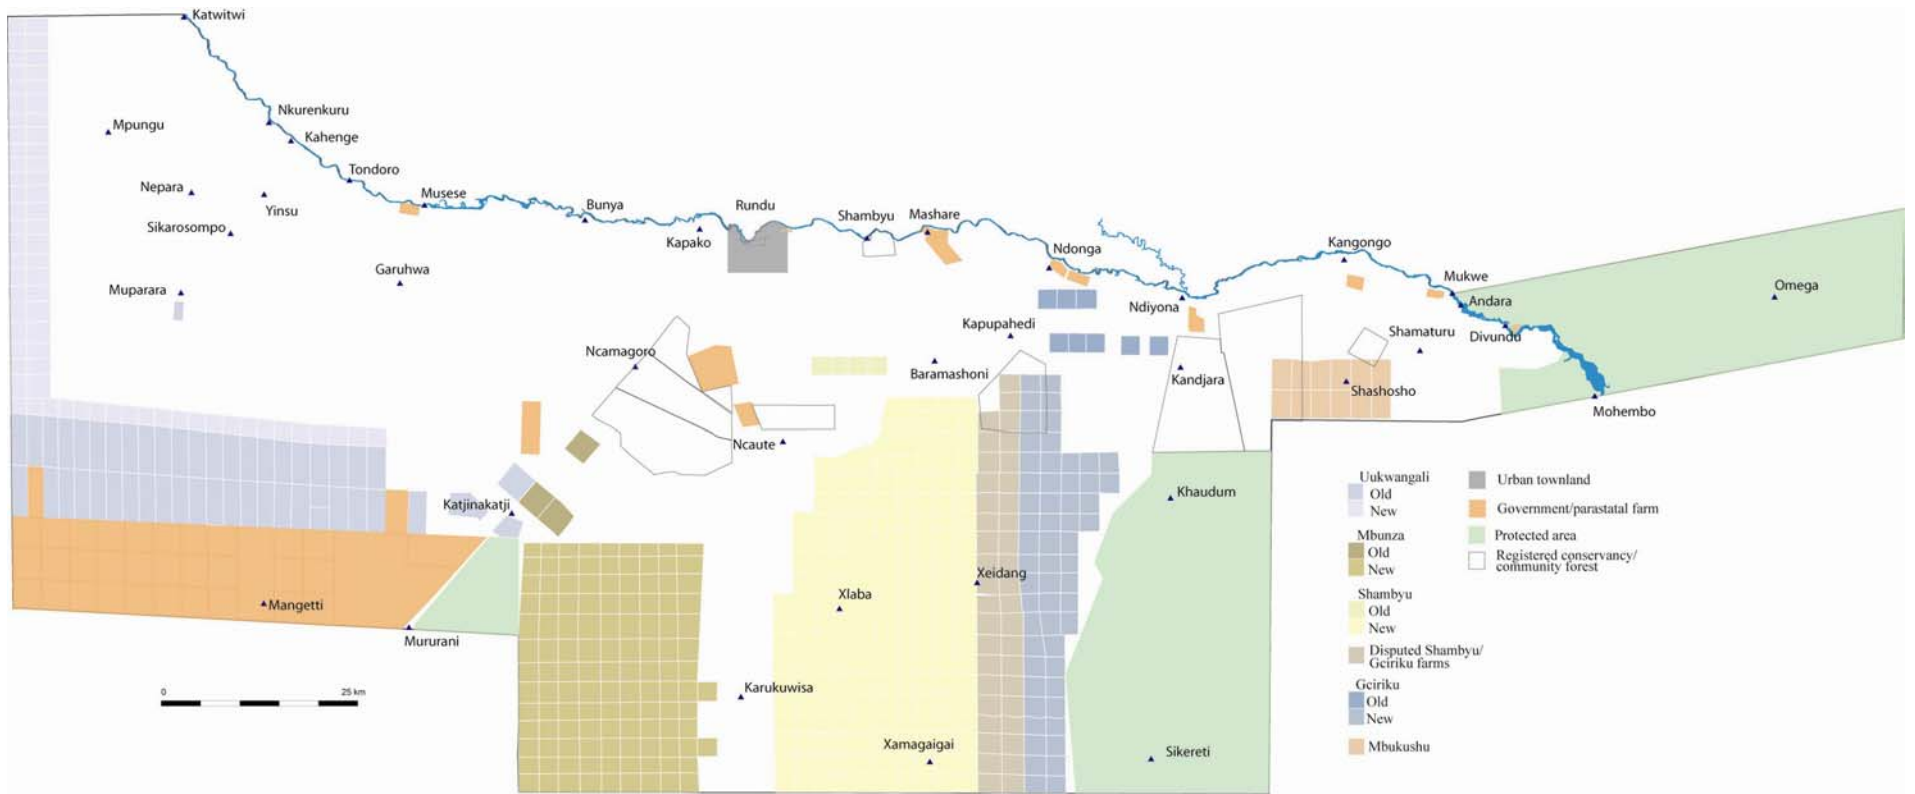 Katwitwi
Nkurenkuru
Mpungu
Kahenge
Tondoro
Nepara
Musese
Yinsu
Bunya
Rundu
Shambyu
Mashare
Sikarosompo
Kapako
Kangongo
Ndonga
Garuhwa
Mukwe
Omega
Muparara
Andara
Ndiyona
Kapupahedi
Shamaturu
Divundu
Ncamagoro
Baramashoni
Kandjara
Shashosho
Mohembo
Ncaute
Khaudum
Katjinakatji
Xeidang
Xlaba
Mangetti
Mururani
Karukuwisa
Xamagaigai
Sikereti
0 25 km
Uukwangali
Old
New
Mbunza
Old
New
Shambyu
Old
New
Disputed Shambyu/
Gciriku farms
Gciriku
Old
New
Mbukushu
Urban townland
Government/parastatal farm
Protected area
Registered conservancy/
community forest